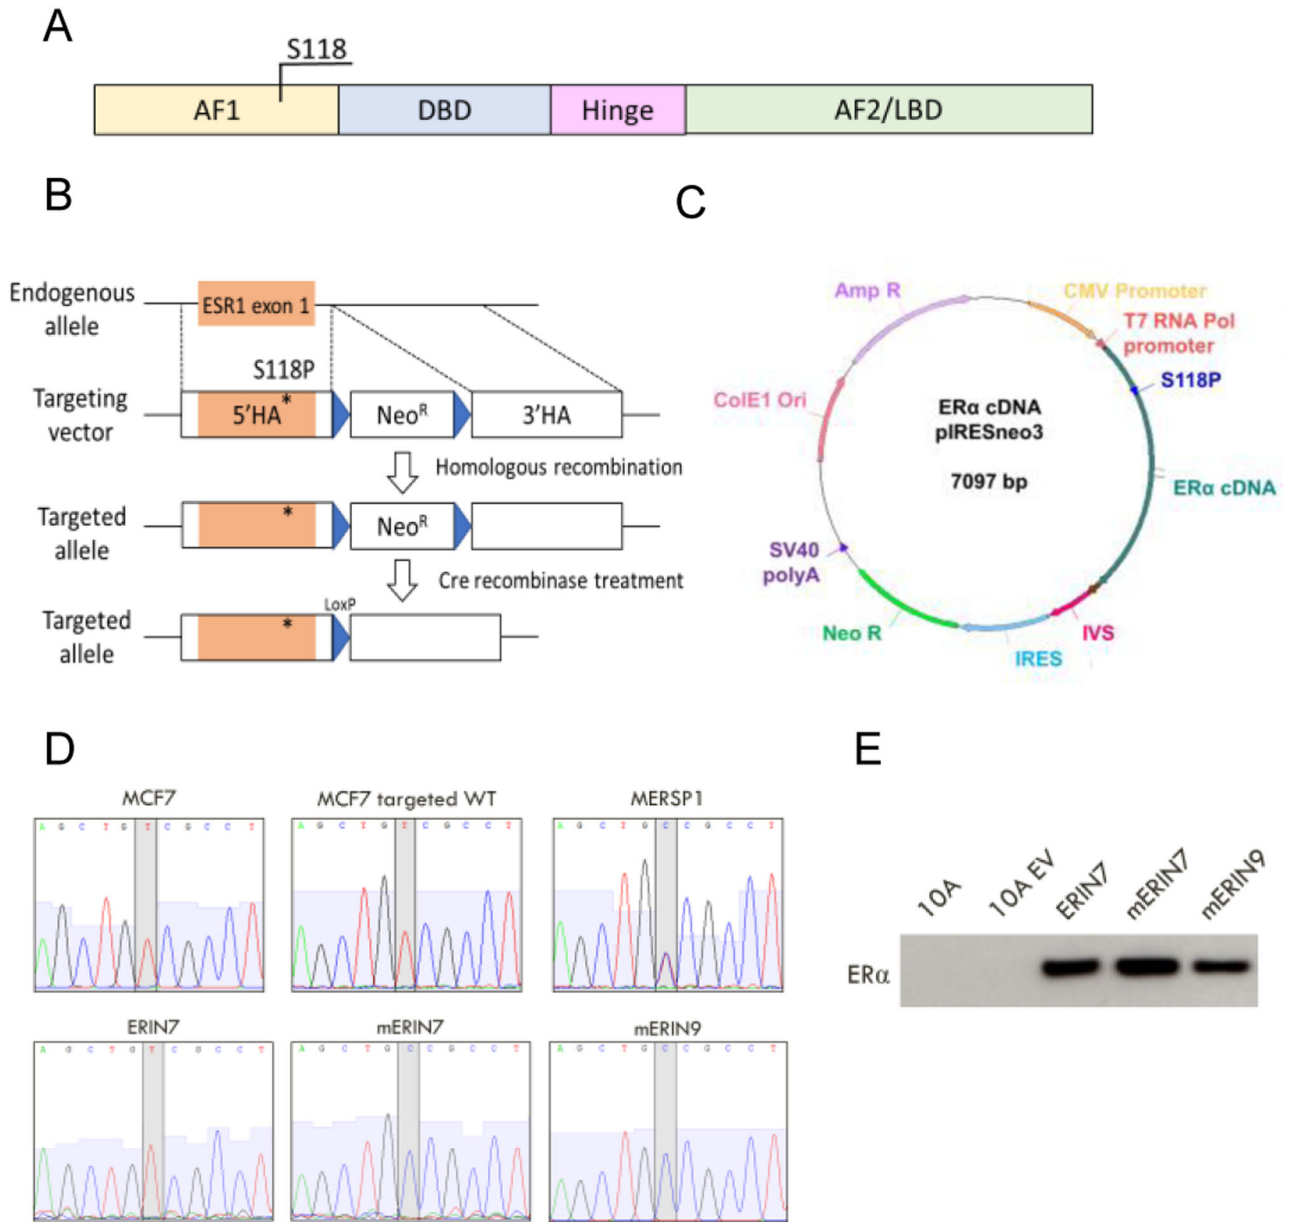 A
S118
AF1 DBD Hinge AF2/LBD
B
Endogenous
allele
ESR1 exon 1
S118P
Targeting
vector
5'HA * Neoᴿ 3'HA
Homologous recombination
Targeted
allele
* Neoᴿ
Cre recombinase treatment
LoxP
Targeted
allele
*
C
Amp R
CMV Promoter
T7 RNA Pol
promoter
S118P
ColE1 Ori
ERα cDNA
pIRESneo3
7097 bp
ERα cDNA
SV40
polyA
Neo R
IVS
IRES
D
MCF7
A G C T G T C G C C T
MCF7 targeted WT
A G C T G T C G C C T
MERSP1
A G C T G C C G C C T
ERIN7
A G C T G T C G C C T
mERIN7
A G C T G C C G C C T
mERIN9
A G C T G C C G C C T
E
10A
10A EV
ERIN7
mERIN7
mERIN9
ERα